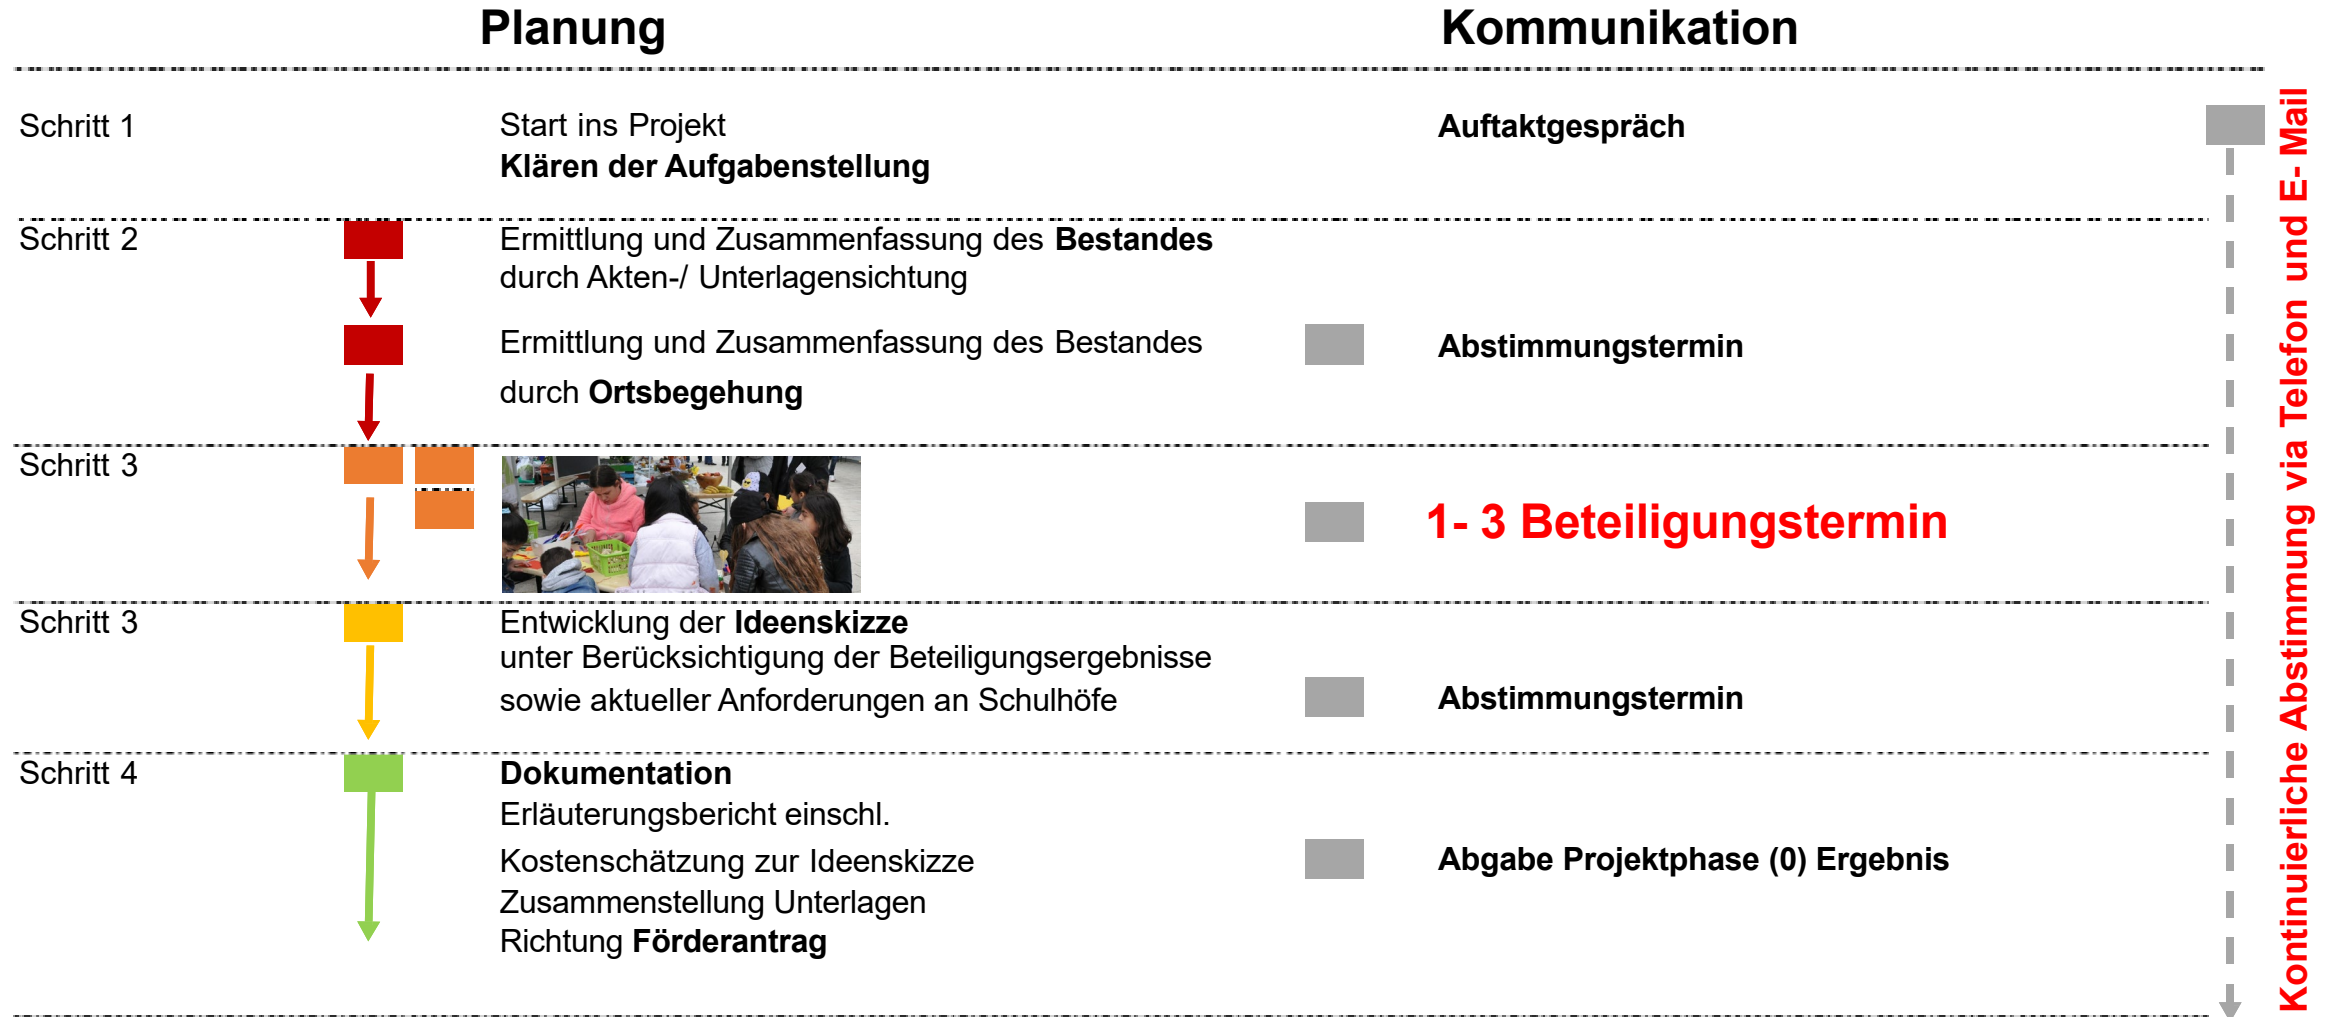 Planung
Kommunikation
Schritt 1
Start ins Projekt
Klären der Aufgabenstellung
Auftaktgespräch
Schritt 2
Ermittlung und Zusammenfassung des Bestandes
durch Akten-/ Unterlagensichtung
Ermittlung und Zusammenfassung des Bestandes
durch Ortsbegehung
Abstimmungstermin
Schritt 3
1- 3 Beteiligungstermin
Schritt 3
Entwicklung der Ideenskizze
unter Berücksichtigung der Beteiligungsergebnisse
sowie aktueller Anforderungen an Schulhöfe
Abstimmungstermin
Schritt 4
Dokumentation
Erläuterungsbericht einschl.
Kostenschätzung zur Ideenskizze
Zusammenstellung Unterlagen
Richtung Förderantrag
Abgabe Projektphase (0) Ergebnis
Kontinuierliche Abstimmung via Telefon und E- Mail